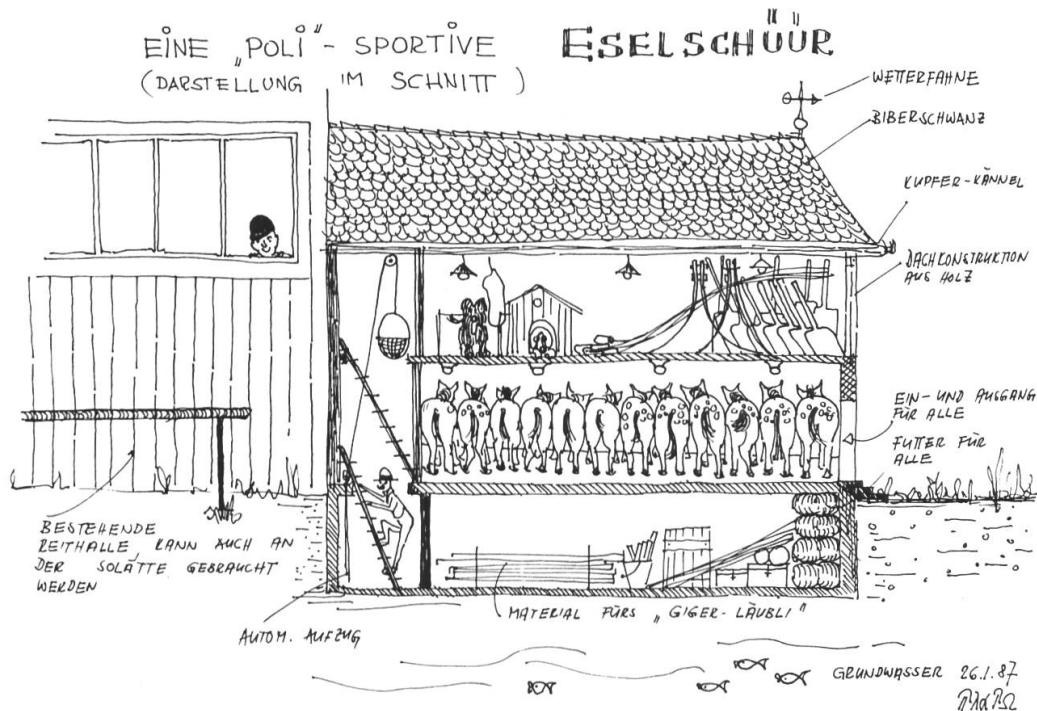 EINE „POLI“- SPORTIVE
(DARSTELLUNG IM SCHNITT)
ESELSCHÜÜR
WETTERFAHNE
BIBERSCHWANZ
KUPFER-KÄNNEL
DACHKONSTRUKTION
AUS HOLZ
EIN- UND AUSGANG
FÜR ALLE
FUTTER FÜR
ALLE
BESTEHENDE
REITHALLE, KANN AUCH AN
DER SOLÄTTE GEBRAUCHT
WERDEN
AUTOM. AUFZUG
MATERIAL FÜRS „GIGER-LÄUBLI"
GRUNDWASSER
26.1.87